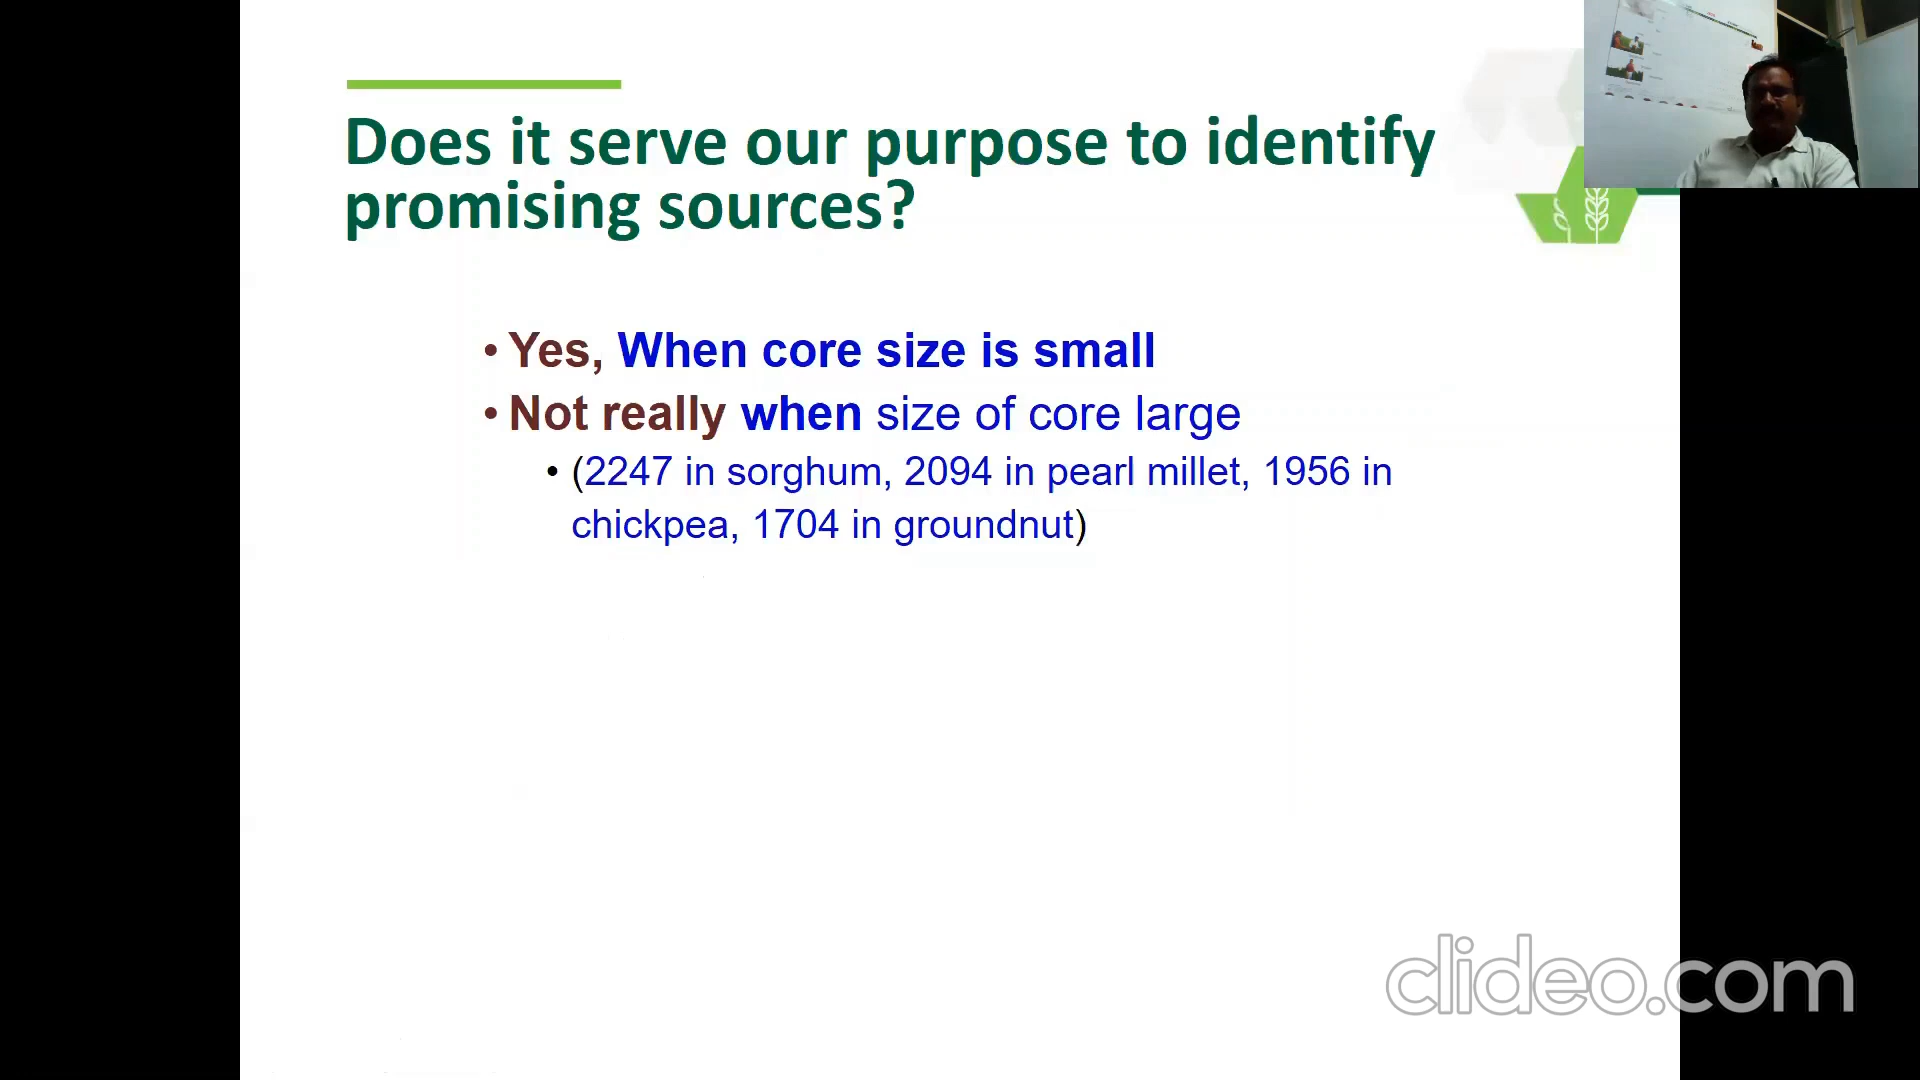 Does it serve our purpose to identify
promising sources?
• Yes, When core size is small
• Not really when size of core large
• (2247 in sorghum, 2094 in pearl millet, 1956 in
chickpea, 1704 in groundnut)
clideo.com